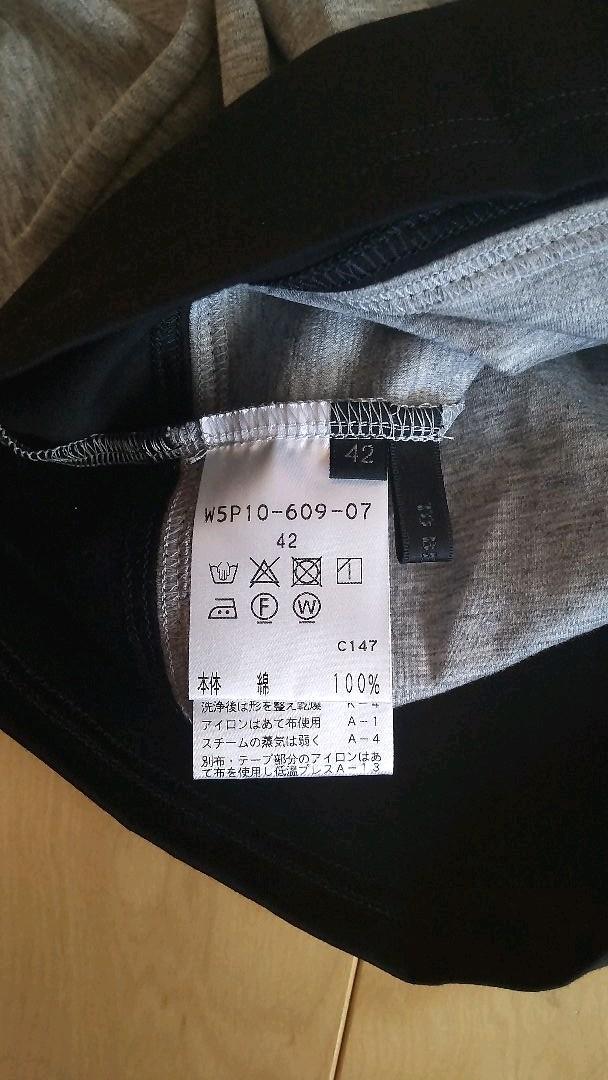 42
W5P10-609-07
42
F W
C147
本体 綿 100%
洗浄後は形を整え乾燥 K-4
アイロンはあて布使用 A-1
スチームの蒸気は弱く A-4
別布・テープ部分のアイロンはあ
て布を使用し低温プレスA-13